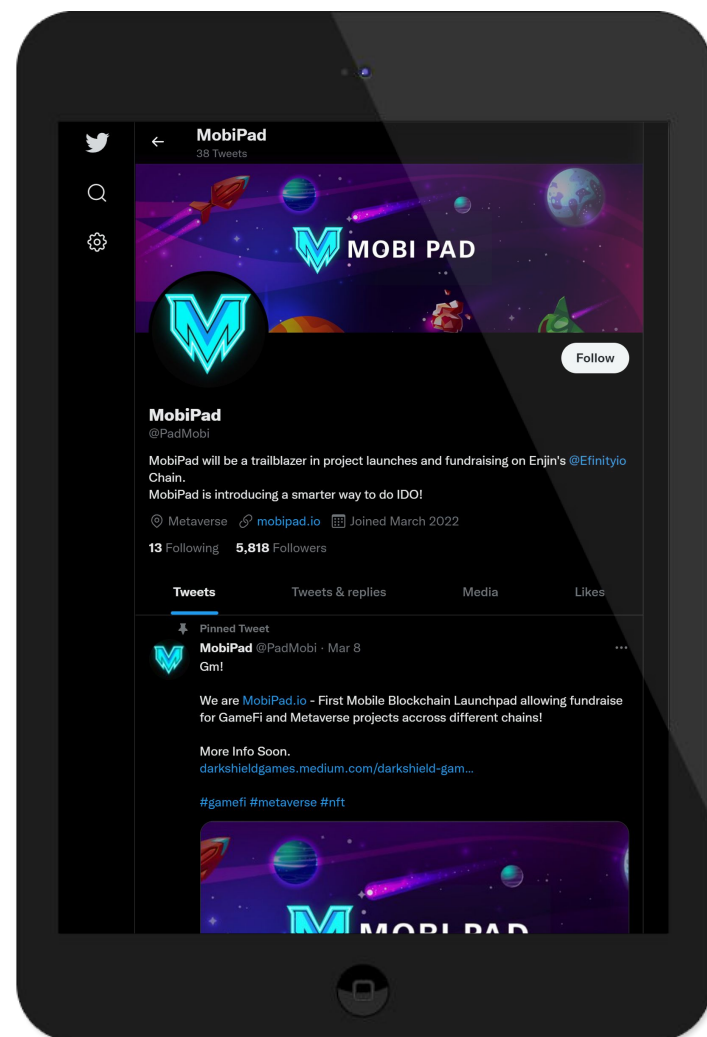 MobiPad
38 Tweets
MOBI PAD
Follow
MobiPad
@PadMobi
MobiPad will be a trailblazer in project launches and fundraising on Enjin's @Efinityio
Chain.
MobiPad is introducing a smarter way to do IDO!
Metaverse mobipad.io Joined March 2022
13 Following 5,818 Followers
Tweets Tweets & replies Media Likes
Pinned Tweet
MobiPad @PadMobi · Mar 8
Gm!
We are MobiPad.io - First Mobile Blockchain Launchpad allowing fundraise
for GameFi and Metaverse projects accross different chains!
More Info Soon.
darkshieldgames.medium.com/darkshield-gam...
#gamefi #metaverse #nft
MOBI PAD